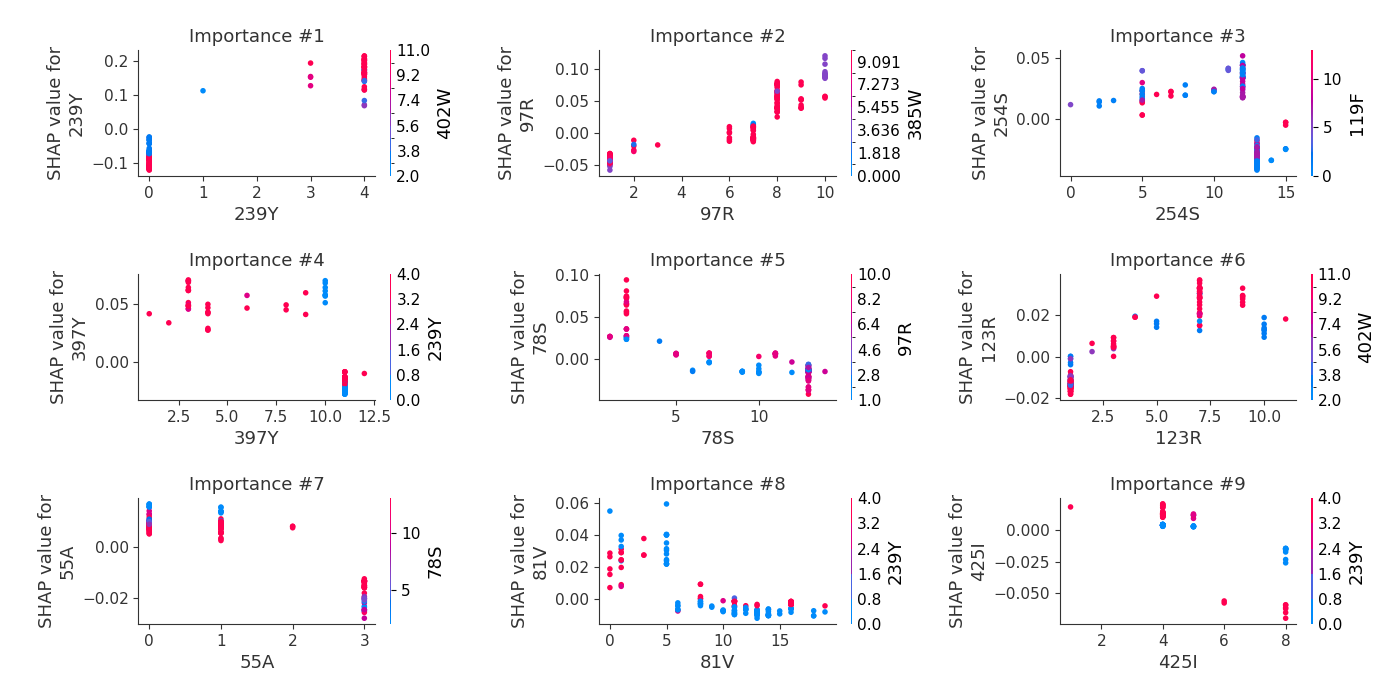 Importance #1
SHAP value for
239Y
0.2
0.1
0.0
−0.1
0
1
2
3
4
239Y
11.0
9.2
7.4
5.6
3.8
2.0
402W
Importance #2
SHAP value for
97R
0.10
0.05
0.00
−0.05
2
4
6
8
10
97R
9.091
7.273
5.455
3.636
1.818
0.000
385W
Importance #3
SHAP value for
254S
0.05
0.00
0
5
10
15
254S
10
5
0
119F
Importance #4
SHAP value for
397Y
0.05
0.00
2.5
5.0
7.5
10.0
12.5
397Y
4.0
3.2
2.4
1.6
0.8
0.0
239Y
Importance #5
SHAP value for
78S
0.10
0.05
0.00
5
10
78S
10.0
8.2
6.4
4.6
2.8
1.0
97R
Importance #6
SHAP value for
123R
0.02
0.00
−0.02
2.5
5.0
7.5
10.0
123R
11.0
9.2
7.4
5.6
3.8
2.0
402W
Importance #7
SHAP value for
55A
0.00
−0.02
0
1
2
3
55A
10
5
78S
Importance #8
SHAP value for
81V
0.06
0.04
0.02
0.00
0
5
10
15
81V
4.0
3.2
2.4
1.6
0.8
0.0
239Y
Importance #9
SHAP value for
425I
0.000
−0.025
−0.050
2
4
6
8
425I
4.0
3.2
2.4
1.6
0.8
0.0
239Y